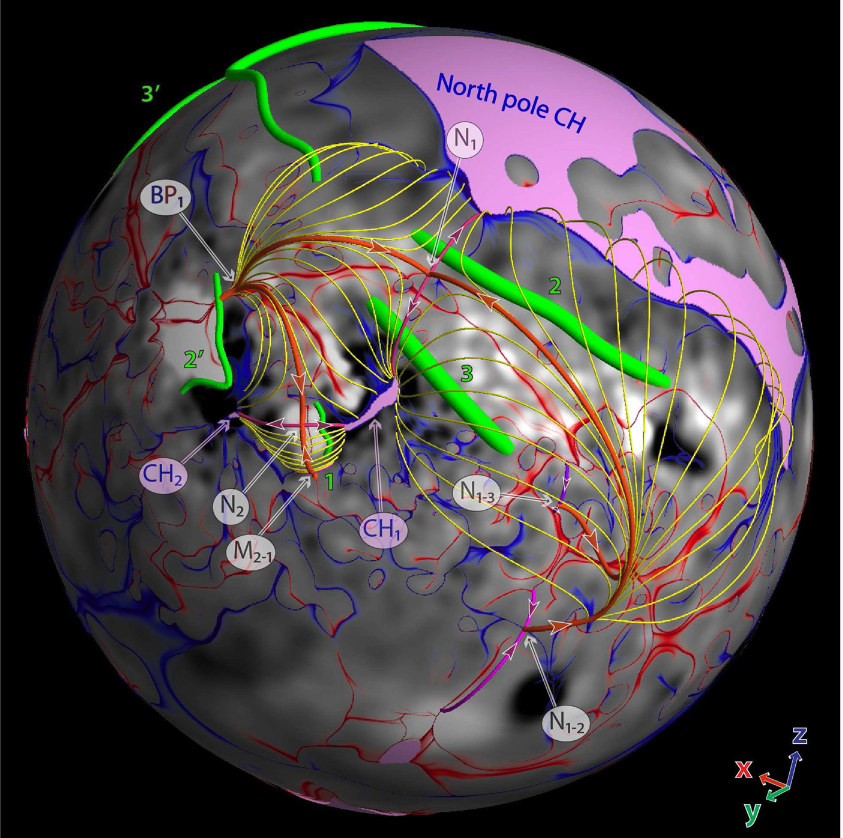 North pole CH
3′
N₁
BP₁
2
2′
3
CH₂
1
N₁₋₃
N₂
CH₁
M₂₋₁
N₁₋₂
z
x
y